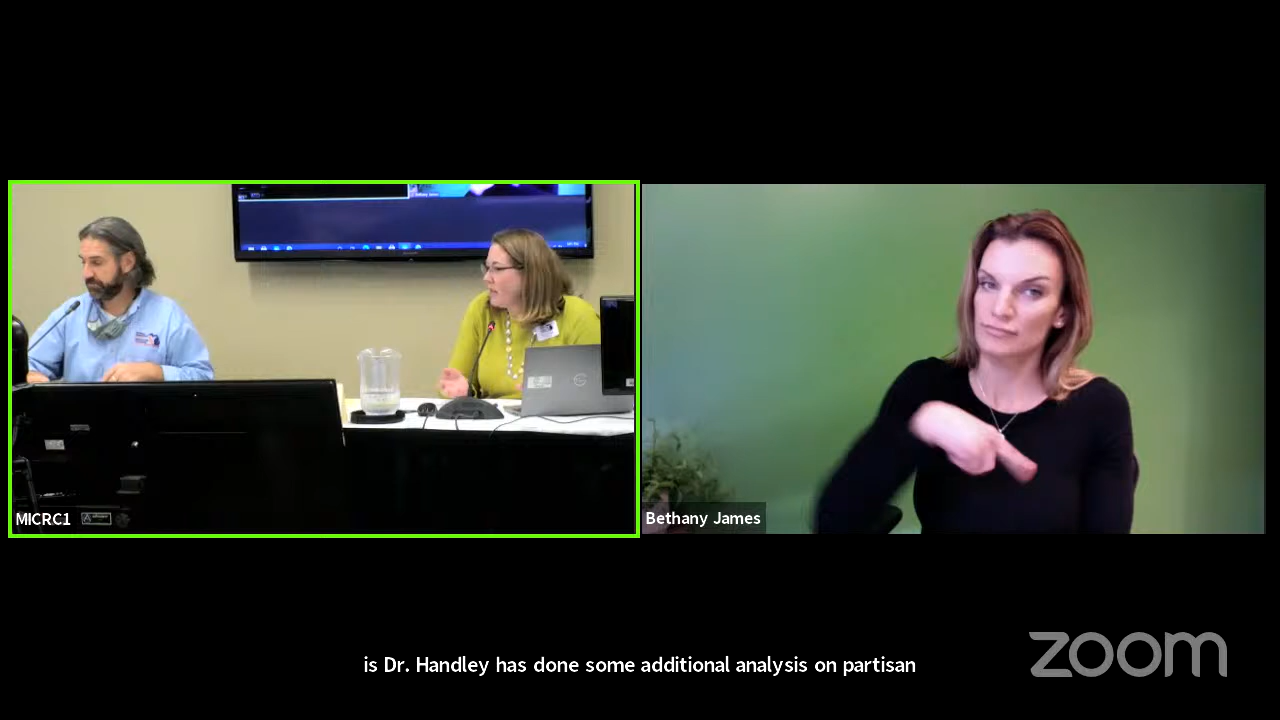 MICRC1
Bethany James
is Dr. Handley has done some additional analysis on partisan
zoom